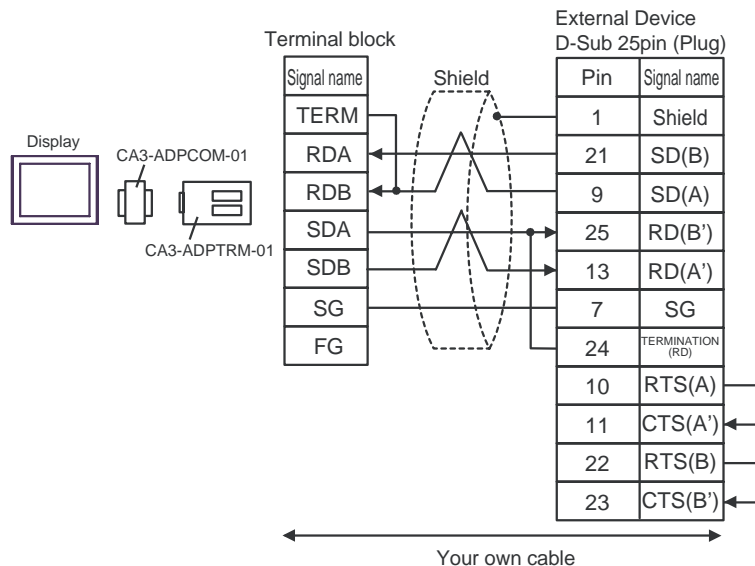 External Device
D-Sub 25pin (Plug)
Terminal block
Signal name
Shield
Pin Signal name
TERM
1 Shield
RDA
21 SD(B)
RDB
9 SD(A)
SDA
25 RD(B')
SDB
13 RD(A')
SG
7 SG
FG
24 TERMINATION
(RD)
10 RTS(A)
11 CTS(A')
22 RTS(B)
23 CTS(B')
Display
CA3-ADPCOM-01
CA3-ADPTRM-01
Your own cable